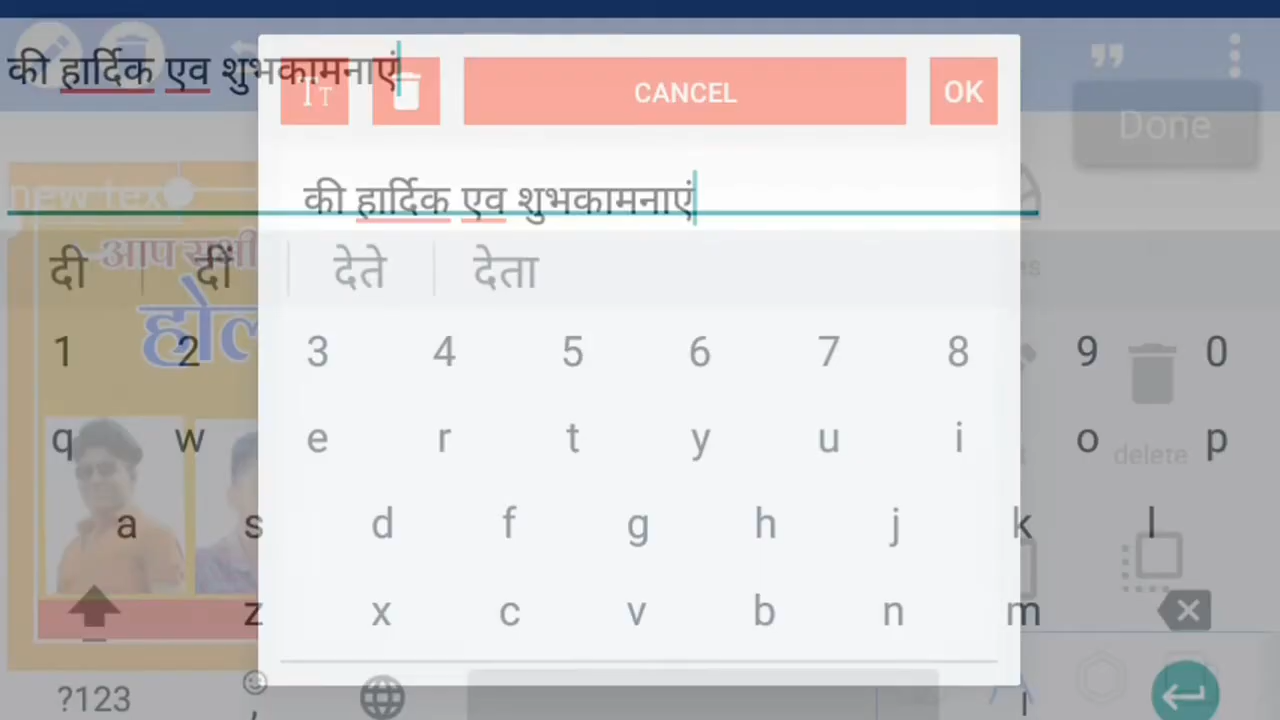 की हार्दिक एव शुभकामनाएं
Tт CANCEL OK
Done
new tex
की हार्दिक एव शुभकामनाएं
आप सभी
दी दीं देते देता
होल
1 2 3 4 5 6 7 8 9 0
q w e r t y u i o p
delete
a s d f g h j k l
z x c v b n m
?123 ,